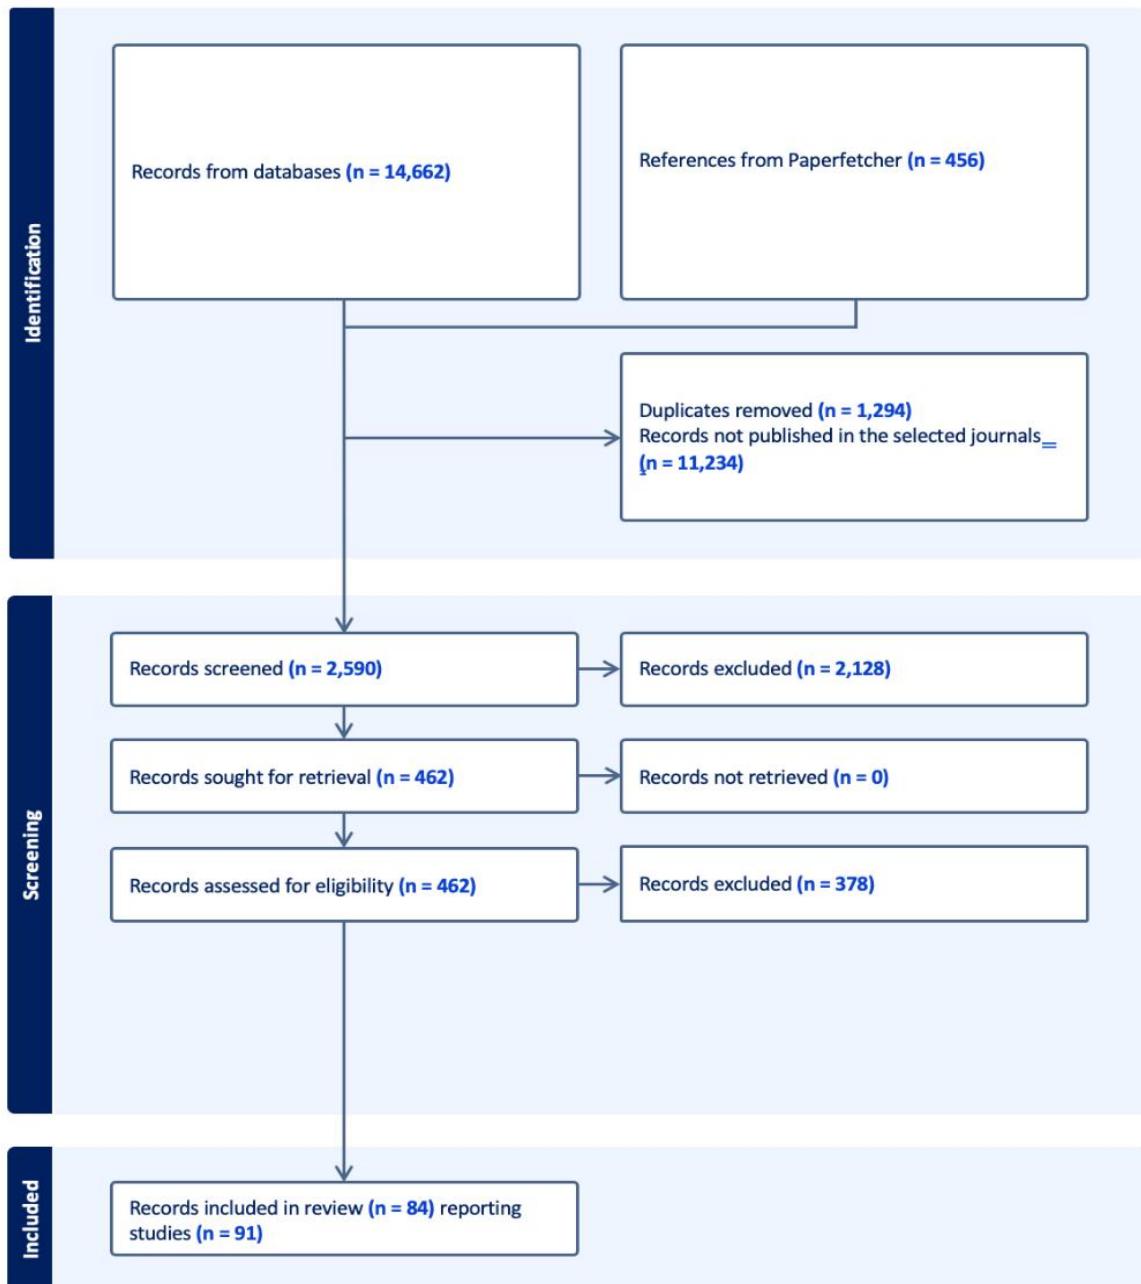 Identification
Records from databases (n = 14,662)
References from Paperfetcher (n = 456)
Duplicates removed (n = 1,294)
Records not published in the selected journals
(n = 11,234)
Screening
Records screened (n = 2,590)
Records excluded (n = 2,128)
Records sought for retrieval (n = 462)
Records not retrieved (n = 0)
Records assessed for eligibility (n = 462)
Records excluded (n = 378)
Included
Records included in review (n = 84) reporting
studies (n = 91)